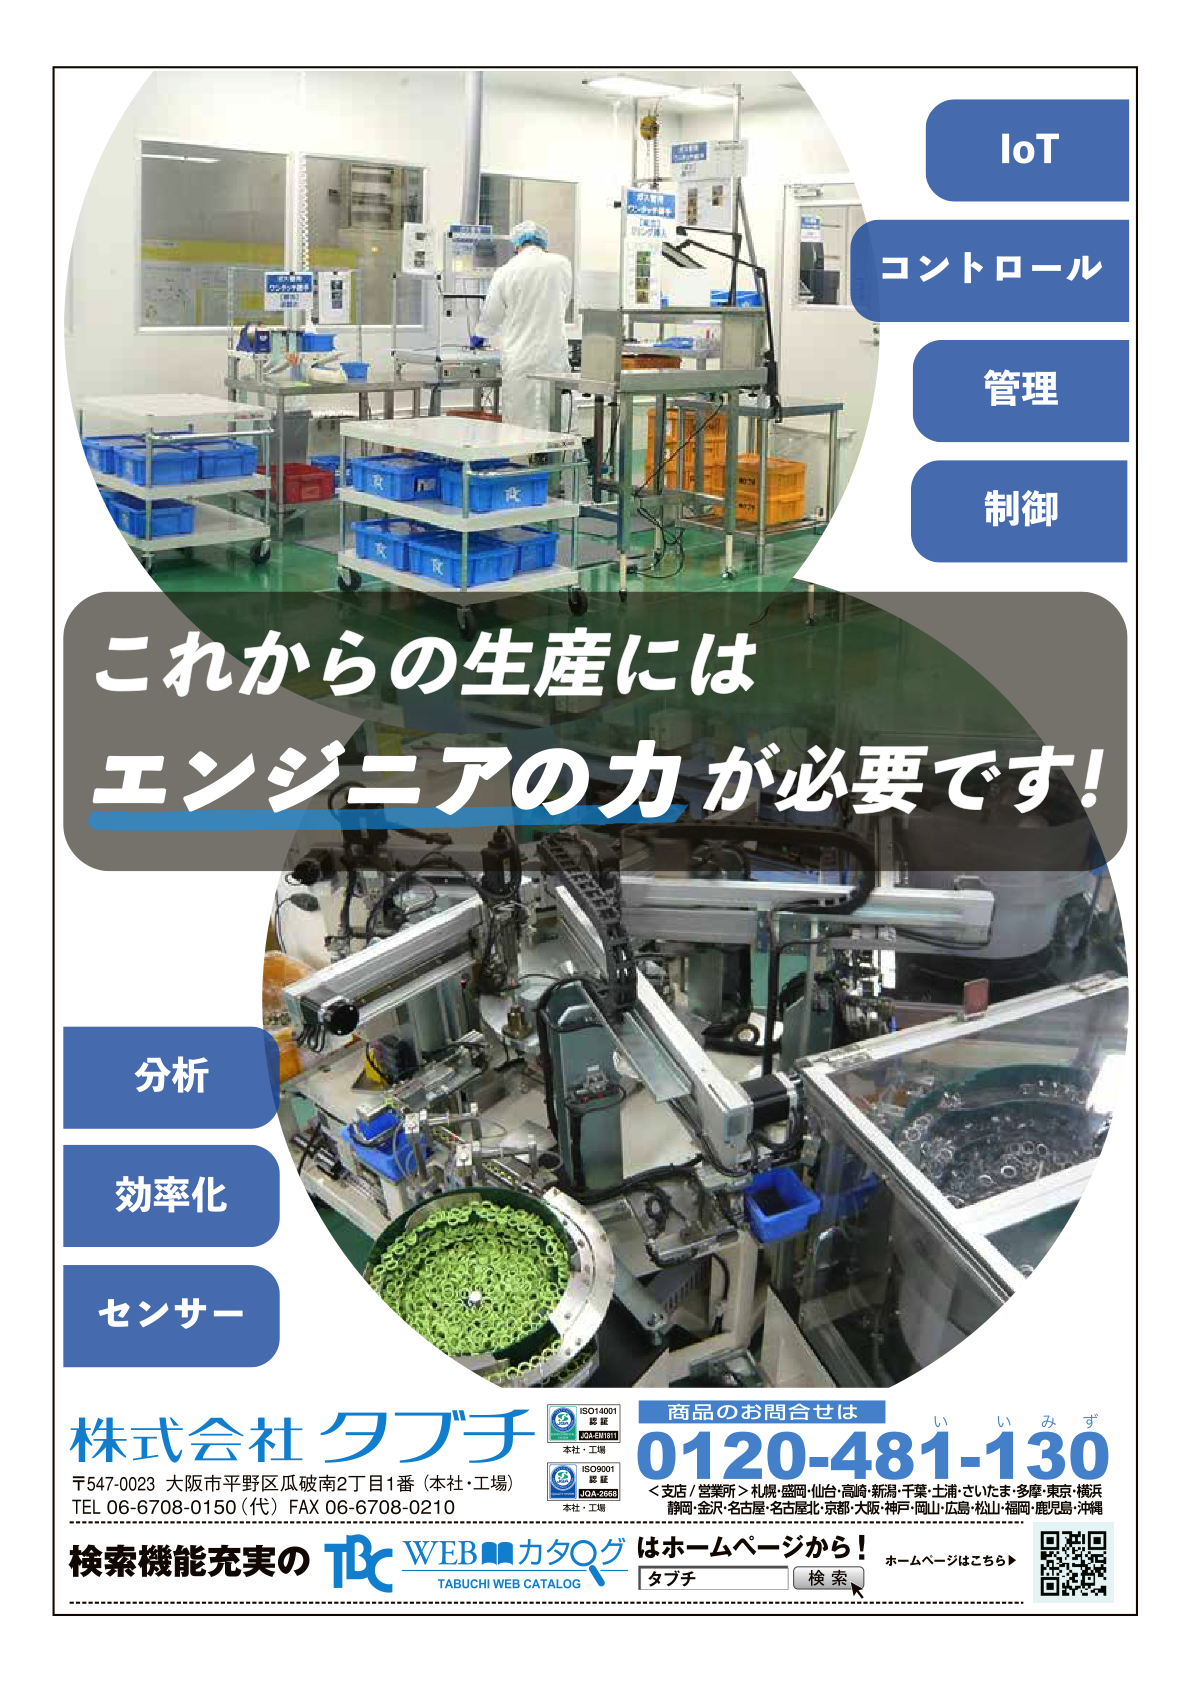 IoT
コントロール
管理
制御
ガス管用
ワンタッチ継手
これからの生産には
エンジニアの力が必要です!
分析
効率化
センサー
株式会社タブチ
〒547-0023 大阪市平野区瓜破南2丁目1番（本社・工場）
TEL 06-6708-0150（代） FAX 06-6708-0210
ISO14001
認証
JQA-EM1811
本社・工場
ISO9001
認証
JQA-2668
本社・工場
商品のお問合せは
い い み ず
0120-481-130
＜支店/営業所＞札幌・盛岡・仙台・高崎・新潟・千葉・土浦・さいたま・多摩・東京・横浜
静岡・金沢・名古屋・名古屋北・京都・大阪・神戸・岡山・広島・松山・福岡・鹿児島・沖縄
検索機能充実の TBC WEBカタログ はホームページから！
TABUCHI WEB CATALOG
タブチ 検索
ホームページはこちら▶